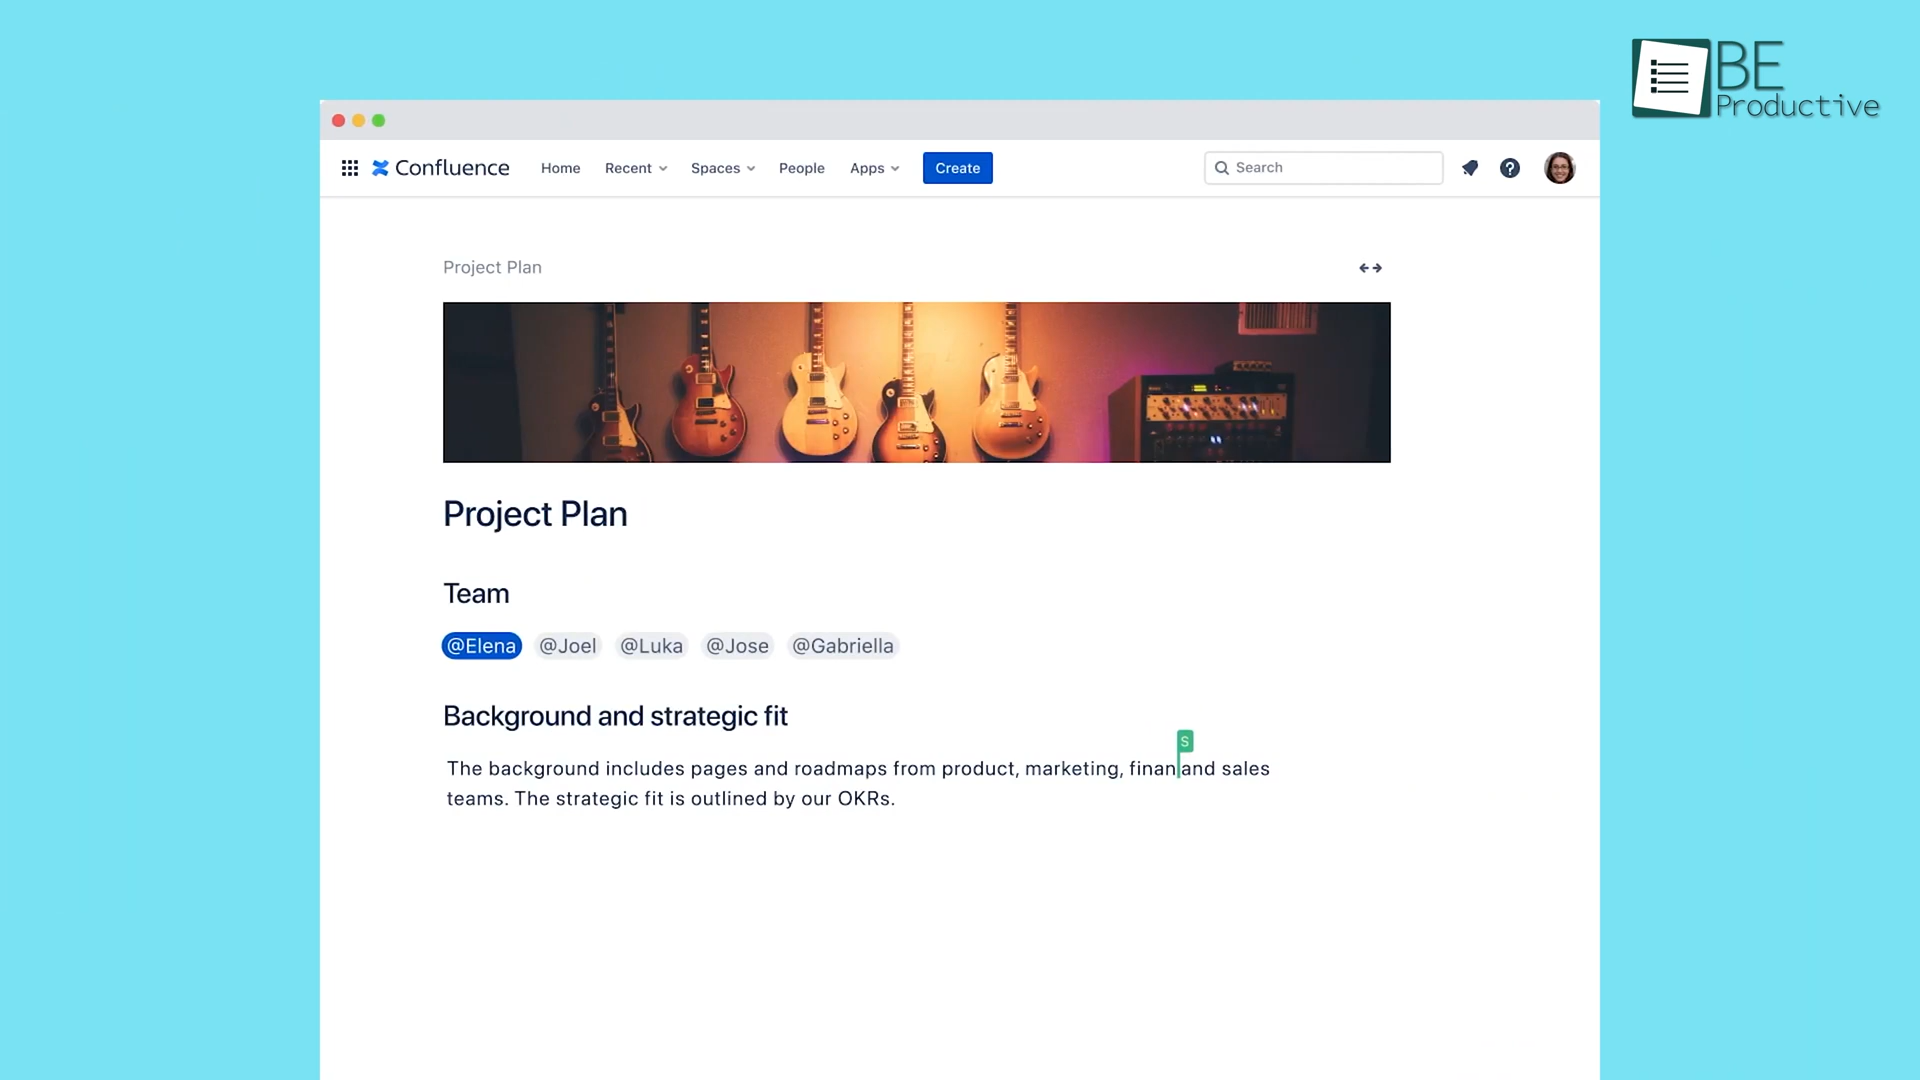 BE
Productive
Confluence Home Recent Spaces People Apps Create Search
Project Plan
Project Plan
Team
@Elena @Joel @Luka @Jose @Gabriella
Background and strategic fit
S
The background includes pages and roadmaps from product, marketing, finan and sales
teams. The strategic fit is outlined by our OKRs.